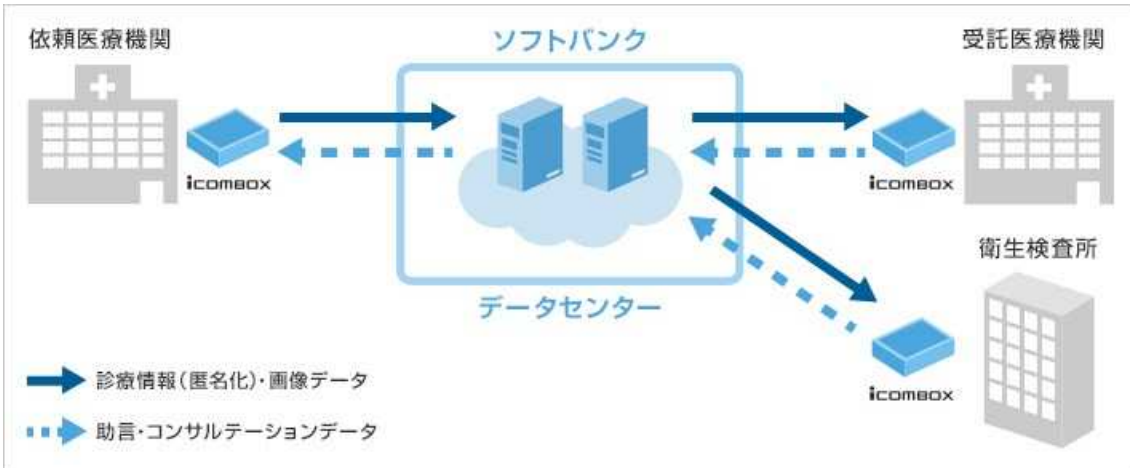 依頼医療機関
ソフトバンク
受託医療機関
icombox
icombox
衛生検査所
データセンター
icombox
診療情報(匿名化)・画像データ
助言・コンサルテーションデータ